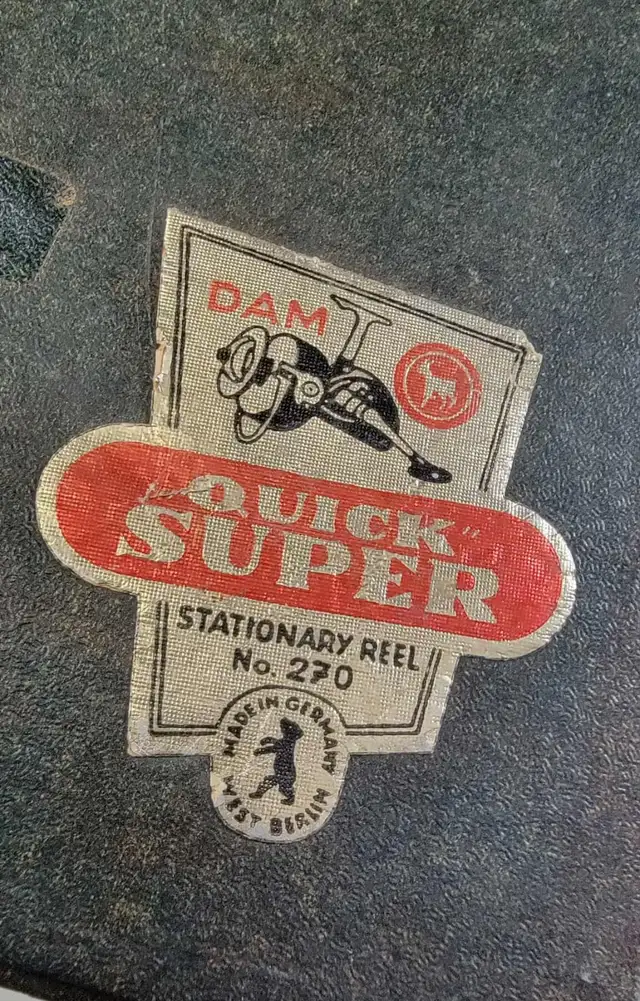 DAM
„QUICK“
SUPER
STATIONARY REEL
No. 270
MADE IN GERMANY
WEST BERLIN